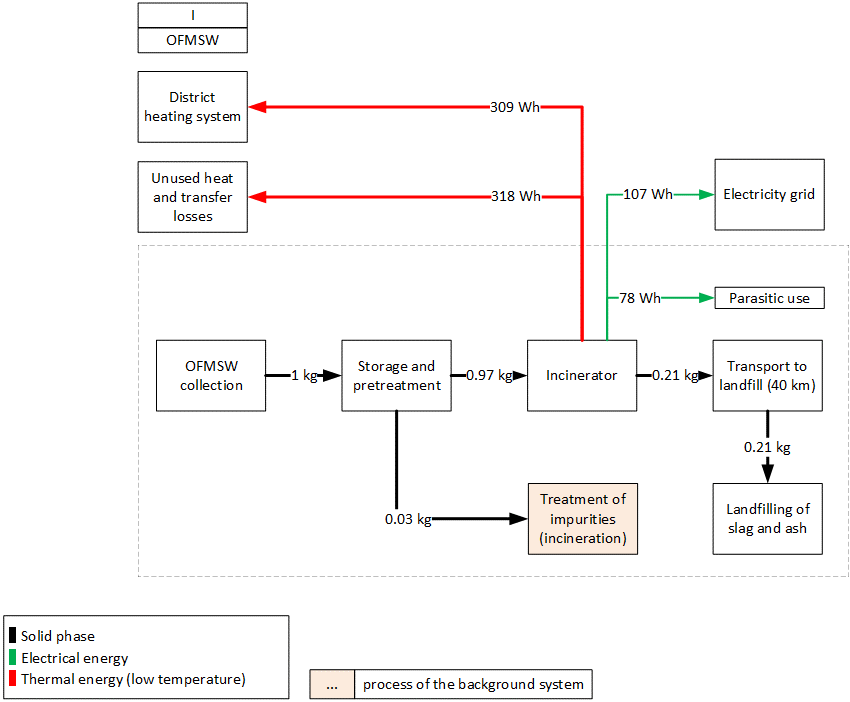 I
OFMSW
District
heating system
309 Wh
Unused heat
and transfer
losses
318 Wh
107 Wh
Electricity grid
78 Wh
Parasitic use
OFMSW
collection
1 kg
Storage and
pretreatment
0.97 kg
Incinerator
0.21 kg
Transport to
landfill (40 km)
0.21 kg
0.03 kg
Treatment of
impurities
(incineration)
Landfilling of
slag and ash
Solid phase
Electrical energy
Thermal energy (low temperature)
...
process of the background system